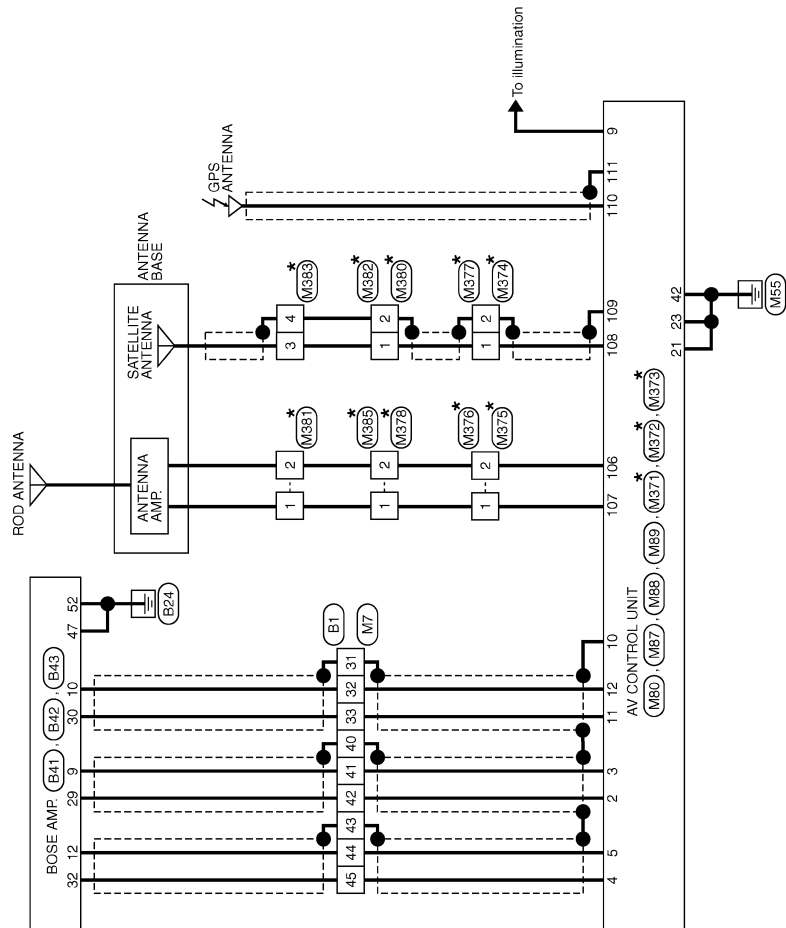 ROD ANTENNA
SATELLITE
ANTENNA
ANTENNA
BASE
GPS
ANTENNA
To illumination
ANTENNA
AMP.
BOSE AMP. B41 , B42 , B43
32 12 29 9 30 10 47 52
B24
45 44 43 42 41 40 33 32 31
B1
M7
1 2
* M381
3 4
* M383
1 2
* M385
* M378
1 2
* M382
* M380
1 2
* M376
* M375
1 2
* M377
* M374
4 5 2 3 11 12 10 107 106 108 109 110 111 9
AV CONTROL UNIT
M80 , M87 , M88 , M89 , M371 * , M372 * , M373 *
21 23 42
M55